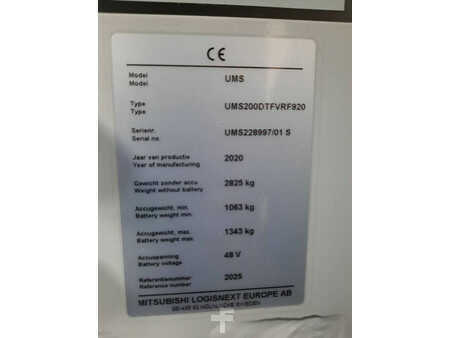 CE
Model UMS
Model
Type UMS200DTFVRF920
Type
Serienr. UMS228997/01 S
Serial no.
Jaar van productie 2020
Year of manufacturing
Gewicht zonder accu 2825 kg
Weight without battery
Accugewicht, min. 1063 kg
Battery weight min.
Accugewicht, max. 1343 kg
Battery weight max.
Accuspanning 48 V
Battery voltage
Referentienummer 2025
Reference number
MITSUBISHI LOGISNEXT EUROPE AB